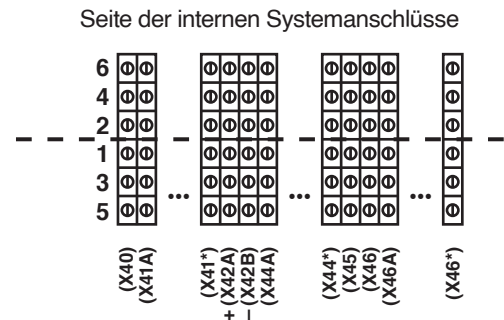 Seite der internen Systemanschlüsse
6
4
2
1
3
5
... ... ...
(X40)
(X41A)
(X41*)
+ (X42A)
– (X42B)
(X44A)
(X44*)
(X45)
(X46)
(X46A)
(X46*)